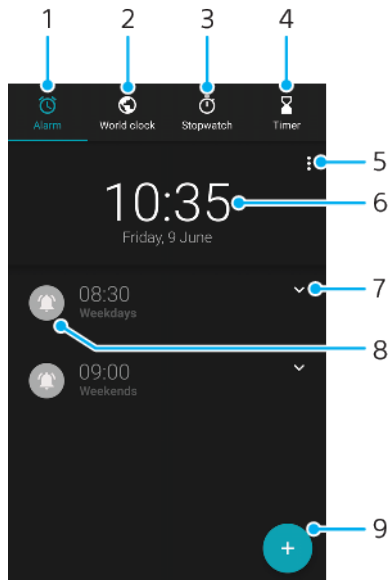 1 2 3 4
Alarm World clock Stopwatch Timer
5
10:35 6
Friday, 9 June
08:30 7
Weekdays
8
09:00
Weekends
9